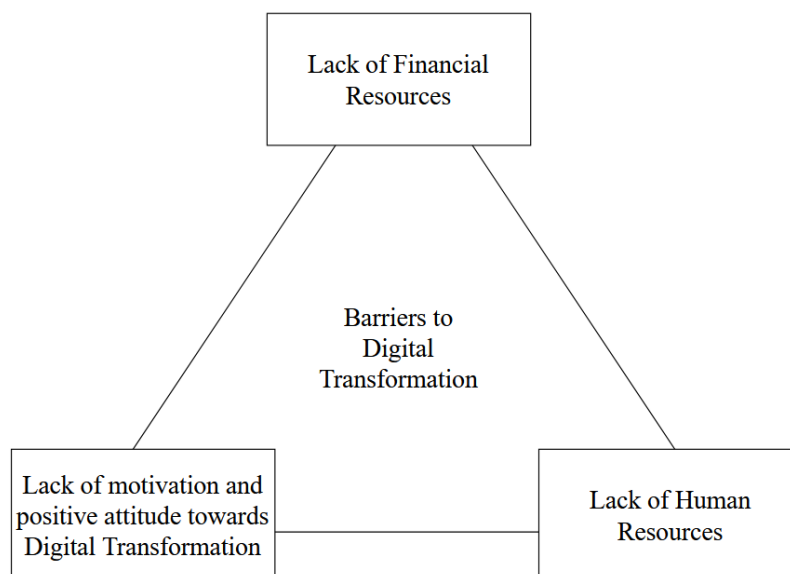 Lack of Financial
Resources
Barriers to
Digital
Transformation
Lack of motivation and
positive attitude towards
Digital Transformation
Lack of Human
Resources